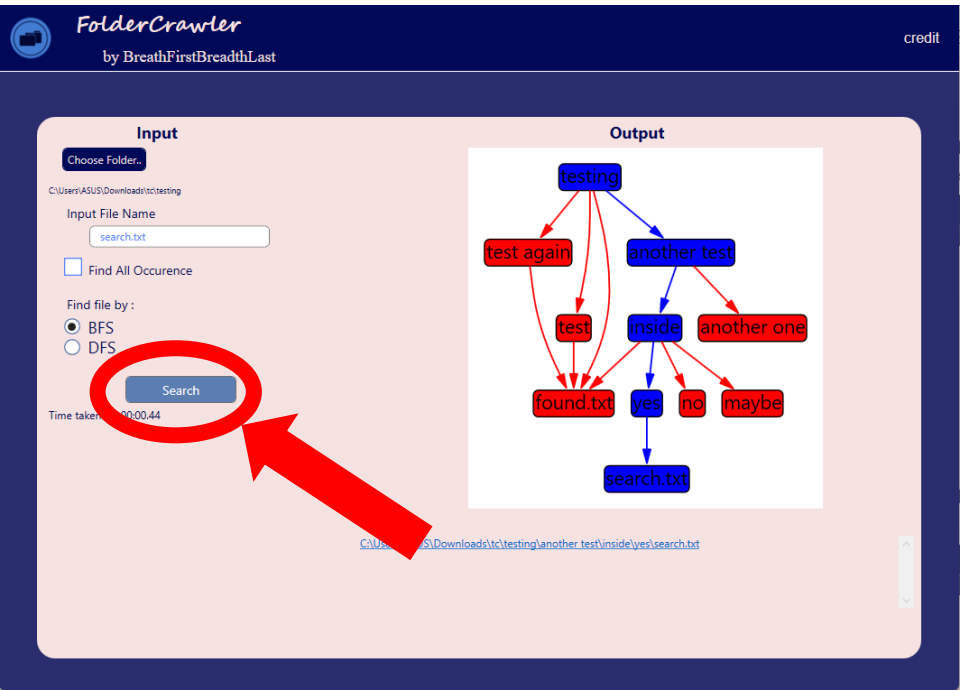 FolderCrawler
by BreathFirstBreadthLast
credit
Input
Choose Folder..
C:\Users\ASUS\Downloads\tc\testing
Input File Name
search.txt
Find All Occurence
Find file by :
BFS
DFS
Search
Time taken 00:00.44
Output
testing
test again
another test
test
inside
another one
found.txt
yes
no
maybe
search.txt
C:\Users\ASUS\Downloads\tc\testing\another test\inside\yes\search.txt